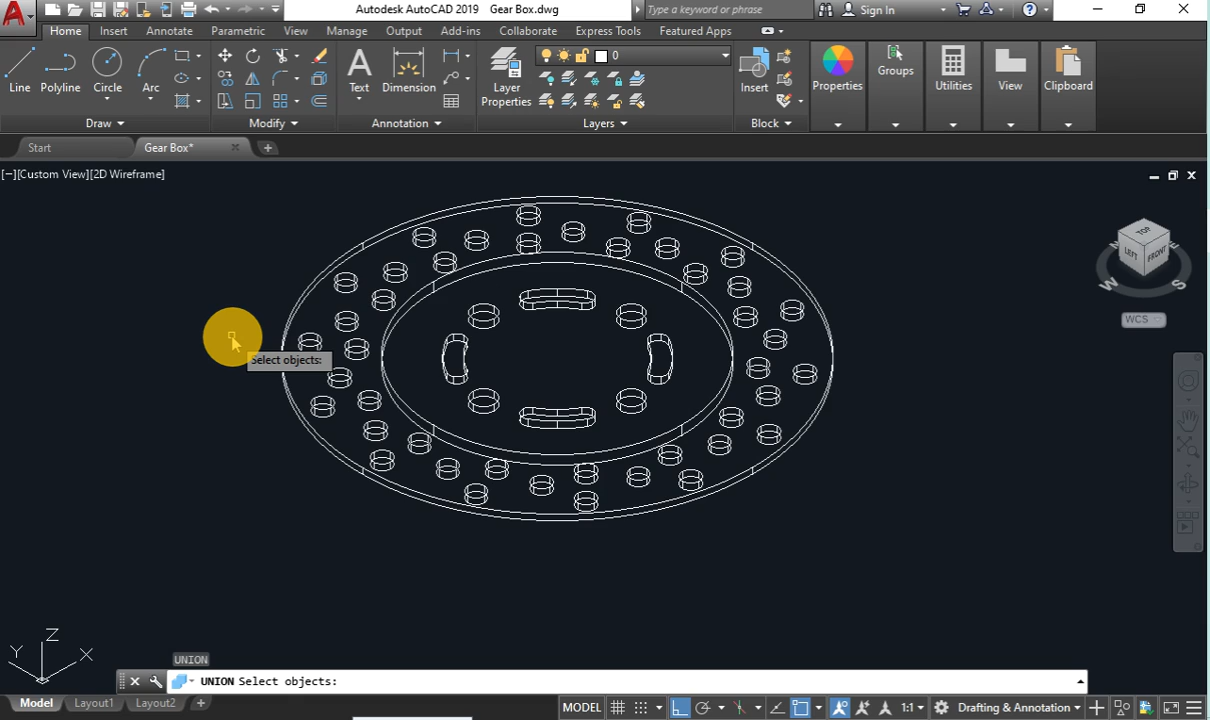 A Autodesk AutoCAD 2019 Gear Box.dwg Type a keyword or phrase Sign In ?
Home Insert Annotate Parametric View Manage Output Add-ins Collaborate Express Tools Featured Apps
0
Line Polyline Circle Arc Text Dimension Layer Properties Insert Properties Groups Utilities View Clipboard
A
Draw Modify Annotation Layers Block
Start Gear Box* +
[−][Custom View][2D Wireframe]
TOP
LEFT FRONT
W S
WCS
Select objects:
Z
Y X
UNION
UNION Select objects:
Model Layout1 Layout2 + MODEL 1:1 Drafting & Annotation